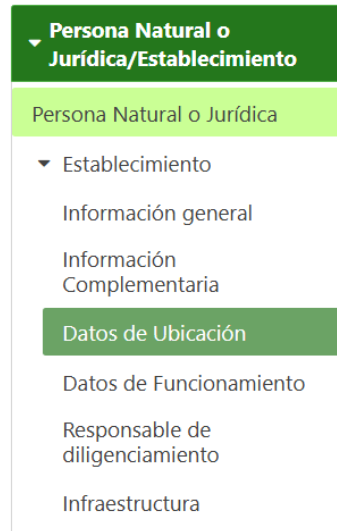 Persona Natural o
Jurídica/Establecimiento
Persona Natural o Jurídica
Establecimiento
Información general
Información
Complementaria
Datos de Ubicación
Datos de Funcionamiento
Responsable de
diligenciamiento
Infraestructura